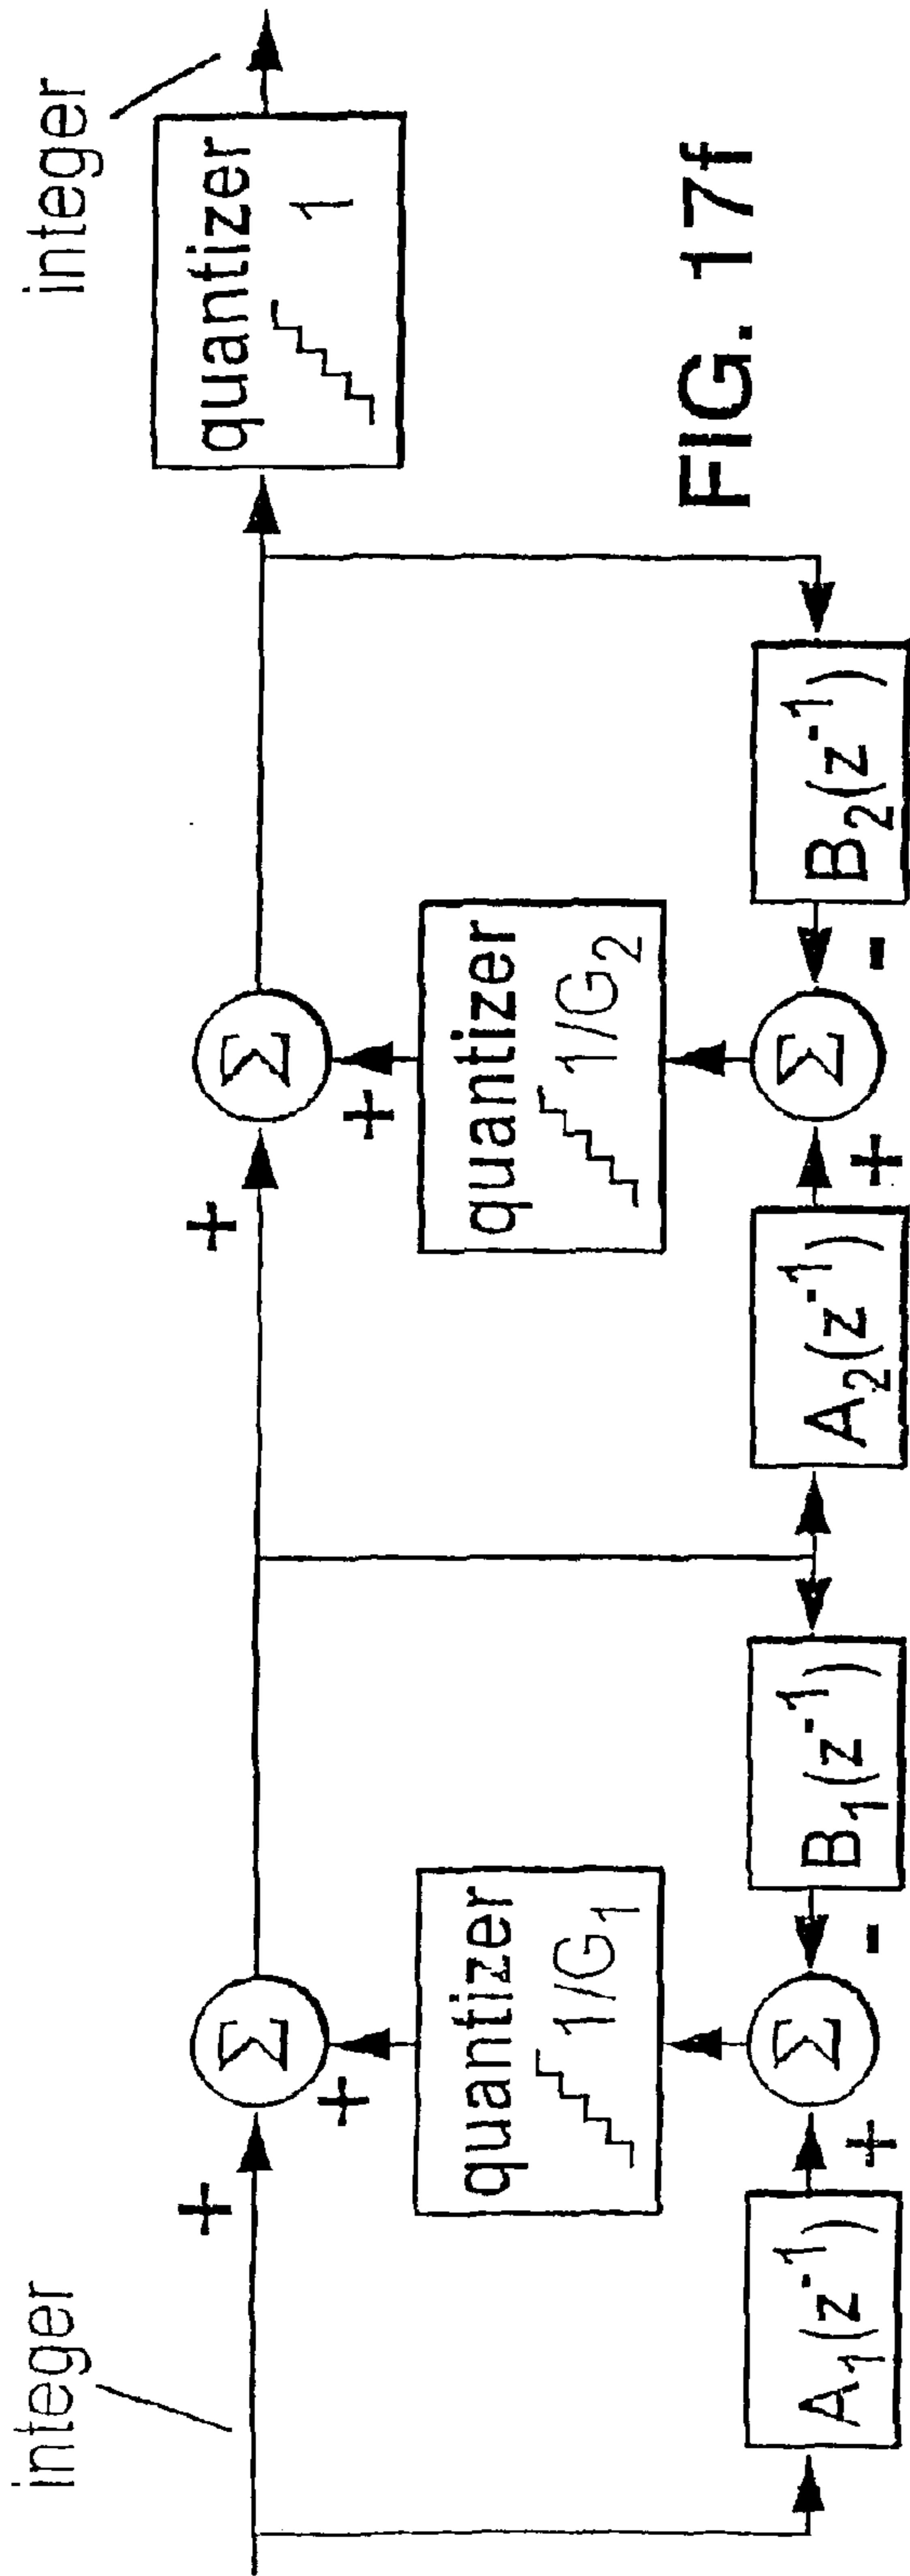 integer
integer
+
Σ
+
quantizer
1/G₁
A₁(z⁻¹)
+
Σ
-
B₁(z⁻¹)
+
Σ
+
quantizer
1/G₂
A₂(z⁻¹)
+
Σ
-
B₂(z⁻¹)
quantizer
1
FIG. 17f